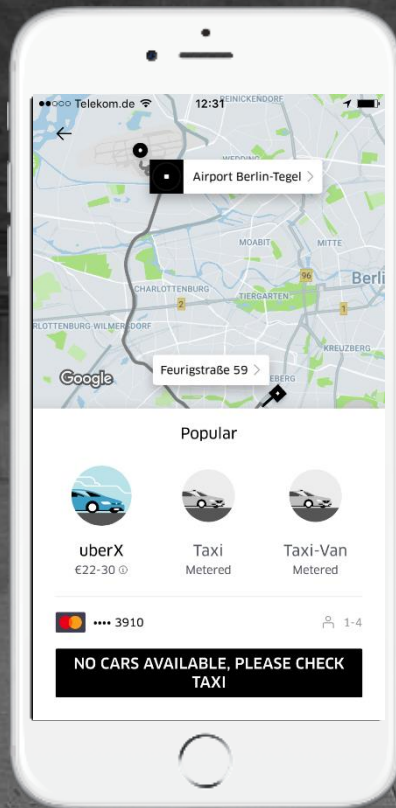 ●●○○○ Telekom.de 12:31
REINICKENDORF
WEDDING
Airport Berlin-Tegel >
MOABIT
MITTE
96
Berli
CHARLOTTENBURG
TIERGARTEN
2
1
RLOTTENBURG-WILMERSDORF
KREUZBERG
Feurigstraße 59 >
EBERG
Google
Popular
uberX
Taxi
Taxi-Van
€22-30
Metered
Metered
•••• 3910
1-4
NO CARS AVAILABLE, PLEASE CHECK
TAXI